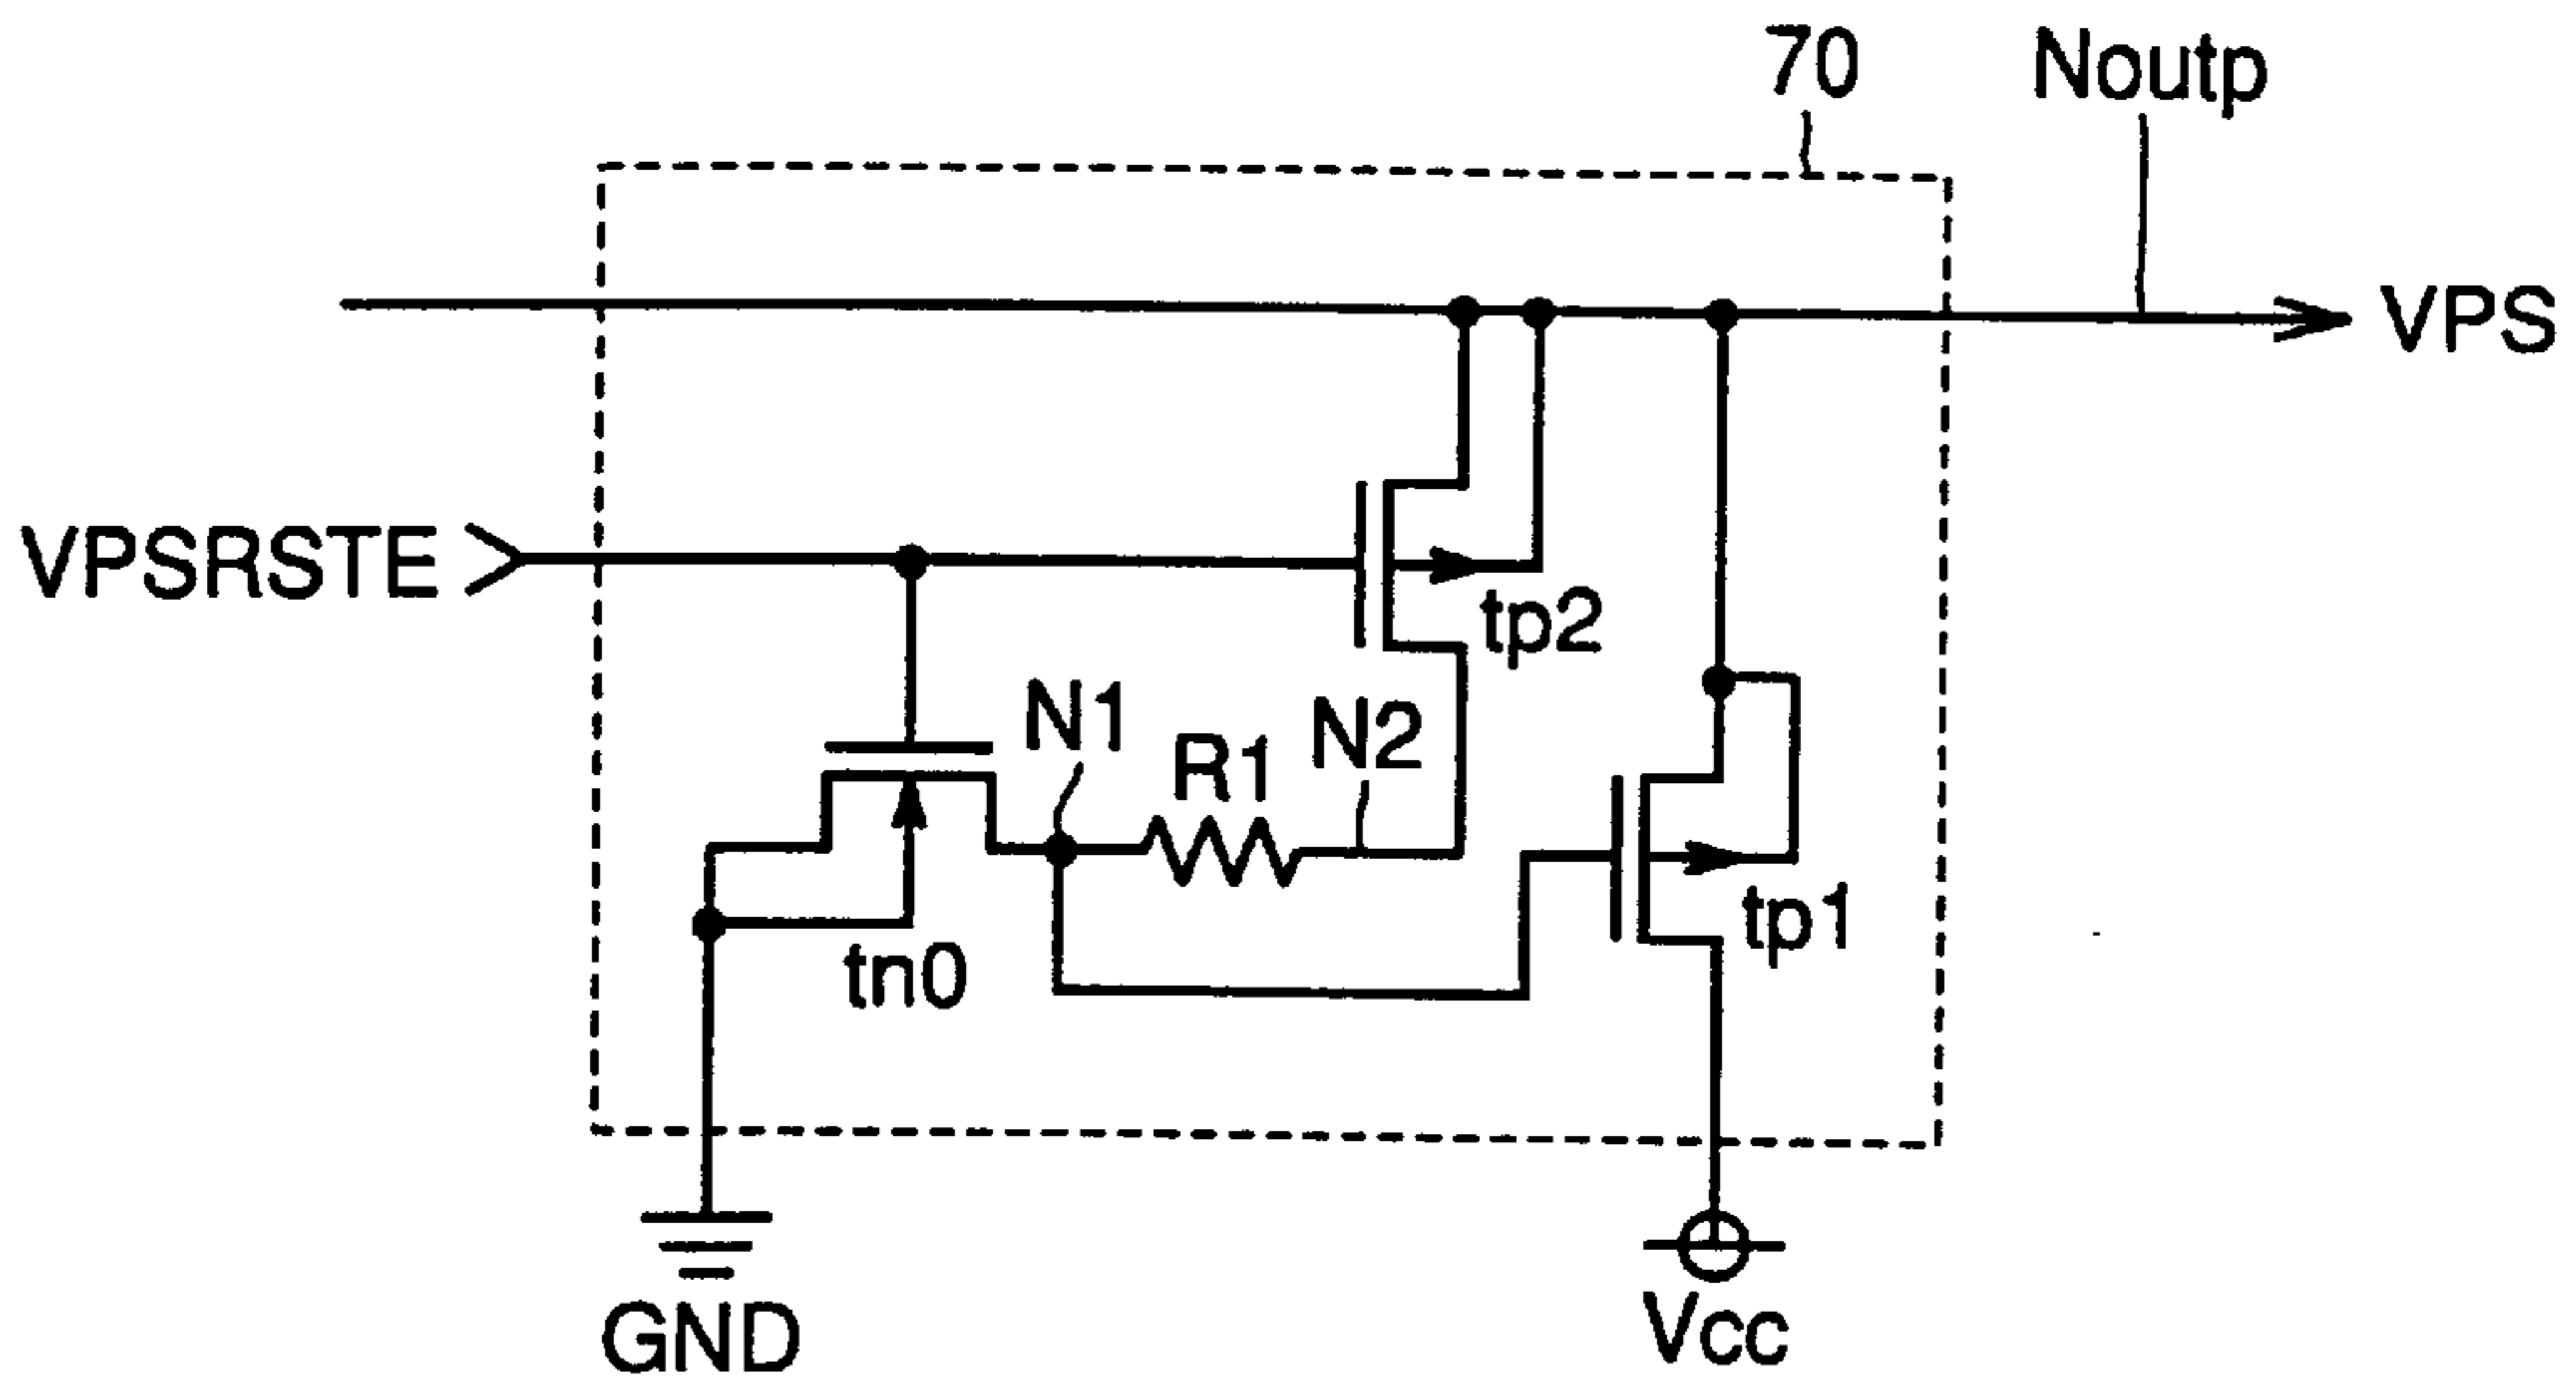 70
Noutp
VPS
VPSRSTE
tp2
N1
R1
N2
tp1
tn0
GND
Vcc